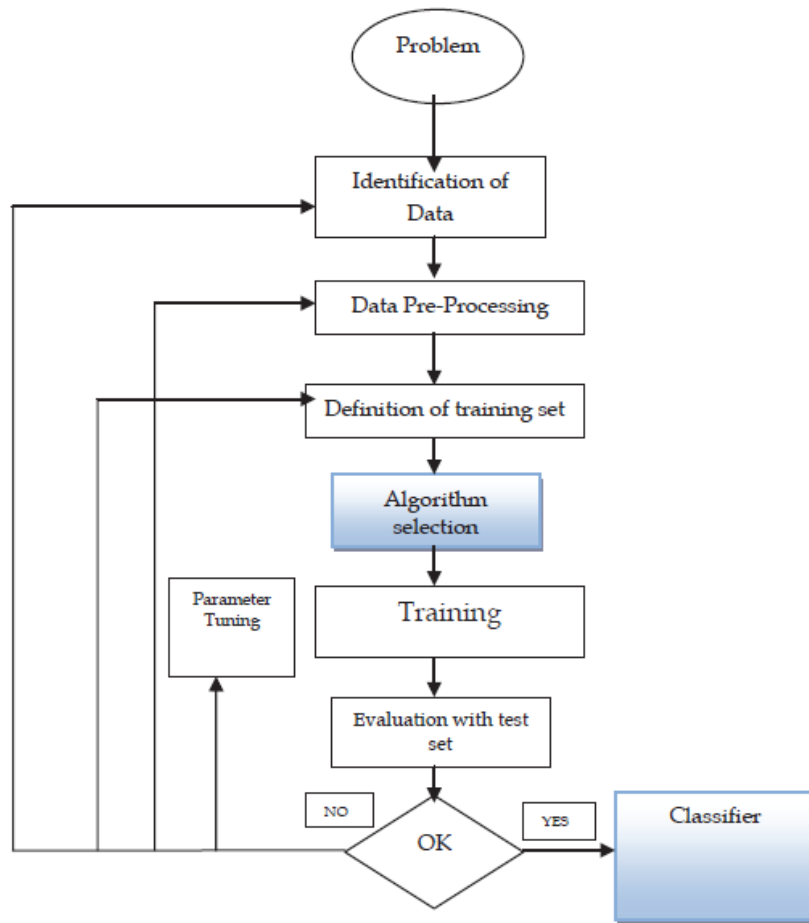 Problem
Identification of
Data
Data Pre-Processing
Definition of training set
Algorithm
selection
Parameter
Tuning
Training
Evaluation with test
set
NO
OK
YES
Classifier